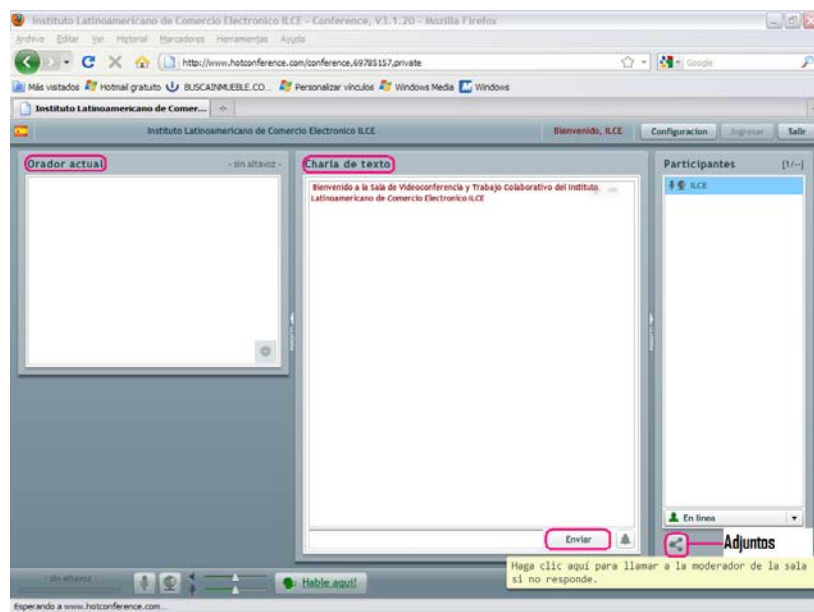 Instituto Latinoamericano de Comercio Electronico ILCE - Conference, V3.1.20 - Mozilla Firefox
Archivo Editar Ver Historial Marcadores Herramientas Ayuda
http://www.hotconference.com/conference,69785157,private
Google
Más visitados Hotmail gratuito BUSCAINMUEBLE.CO... Personalizar vínculos Windows Media Windows
Instituto Latinoamericano de Comer...
Instituto Latinoamericano de Comercio Electronico ILCE Bienvenido, ILCE Configuracion Ingresar Salir
Orador actual - sin altavoz - Charla de texto Participantes [1/--]
Bienvenido a la Sala de Videoconferencia y Trabajo Colaborativo del Instituto
Latinoamericano de Comercio Electronico ILCE
ILCE
En linea
Enviar
Adjuntos
Haga clic aquí para llamar a la moderador de la sala
si no responde.
- sin altavoz - Hable aqui!
Esperando a www.hotconference.com...